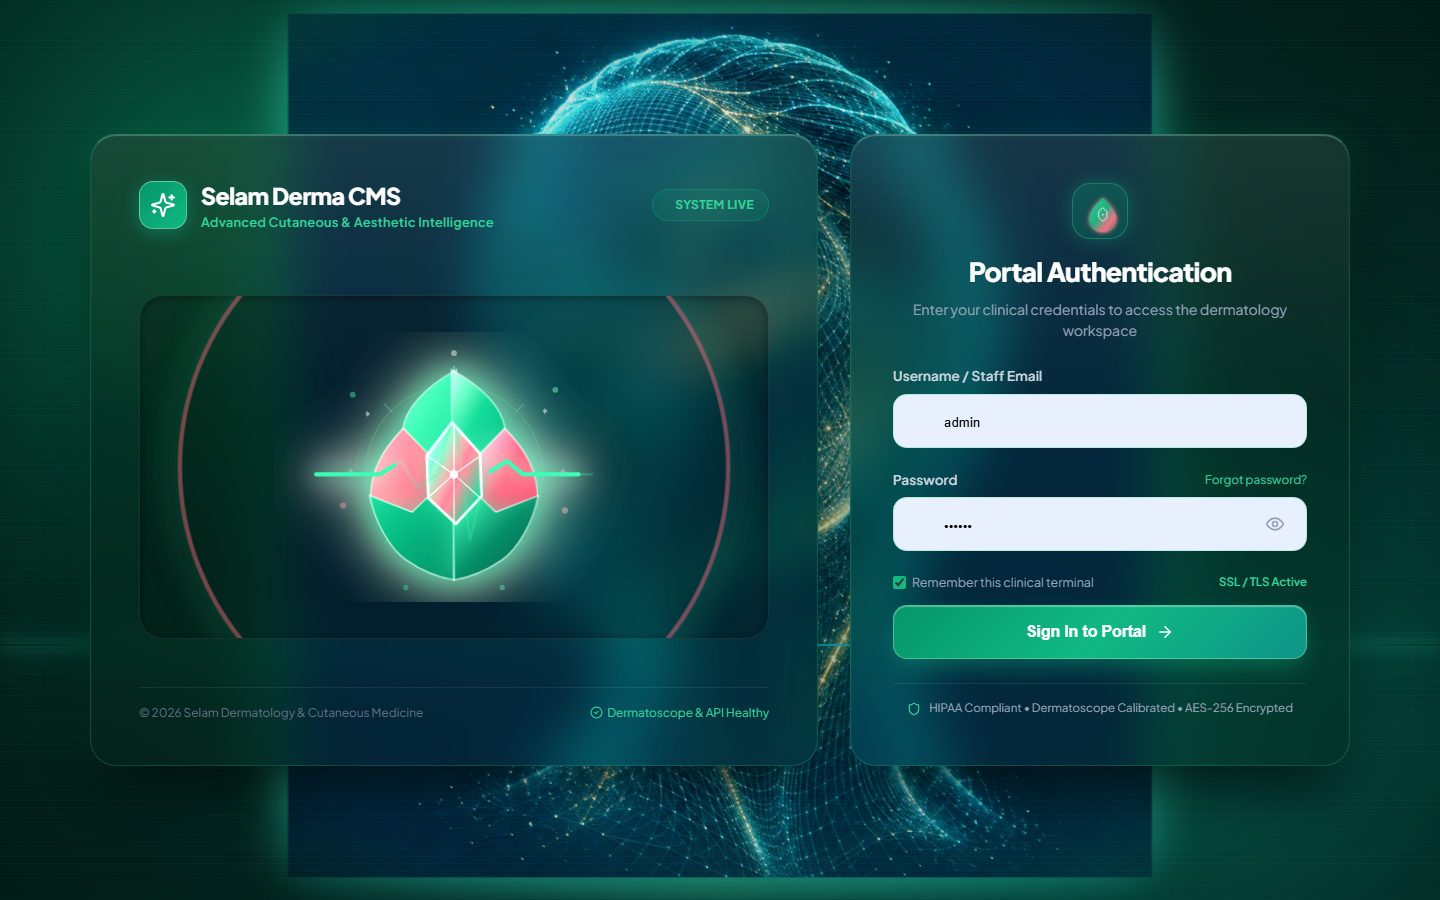 Selam Derma CMS
Advanced Cutaneous & Aesthetic Intelligence
SYSTEM LIVE
© 2026 Selam Dermatology & Cutaneous Medicine
Dermatoscope & API Healthy
Portal Authentication
Enter your clinical credentials to access the dermatology
workspace
Username / Staff Email
admin
Password
Forgot password?
••••••
Remember this clinical terminal
SSL / TLS Active
Sign In to Portal
HIPAA Compliant • Dermatoscope Calibrated • AES-256 Encrypted